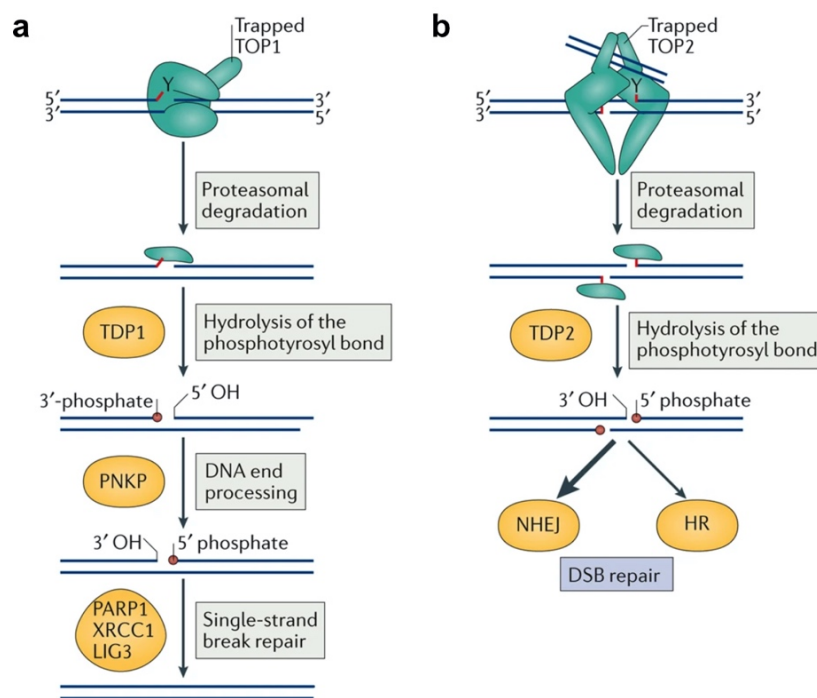 a
Trapped
TOP1
Y
5′
3′
3′
5′
Proteasomal
degradation
TDP1
Hydrolysis of the
phosphotyrosyl bond
3′-phosphate
5′ OH
PNKP
DNA end
processing
3′ OH
5′ phosphate
PARP1
XRCC1
LIG3
Single-strand
break repair
b
Trapped
TOP2
Y
5′
3′
3′
5′
Proteasomal
degradation
TDP2
Hydrolysis of the
phosphotyrosyl bond
3′ OH
5′ phosphate
NHEJ
HR
DSB repair